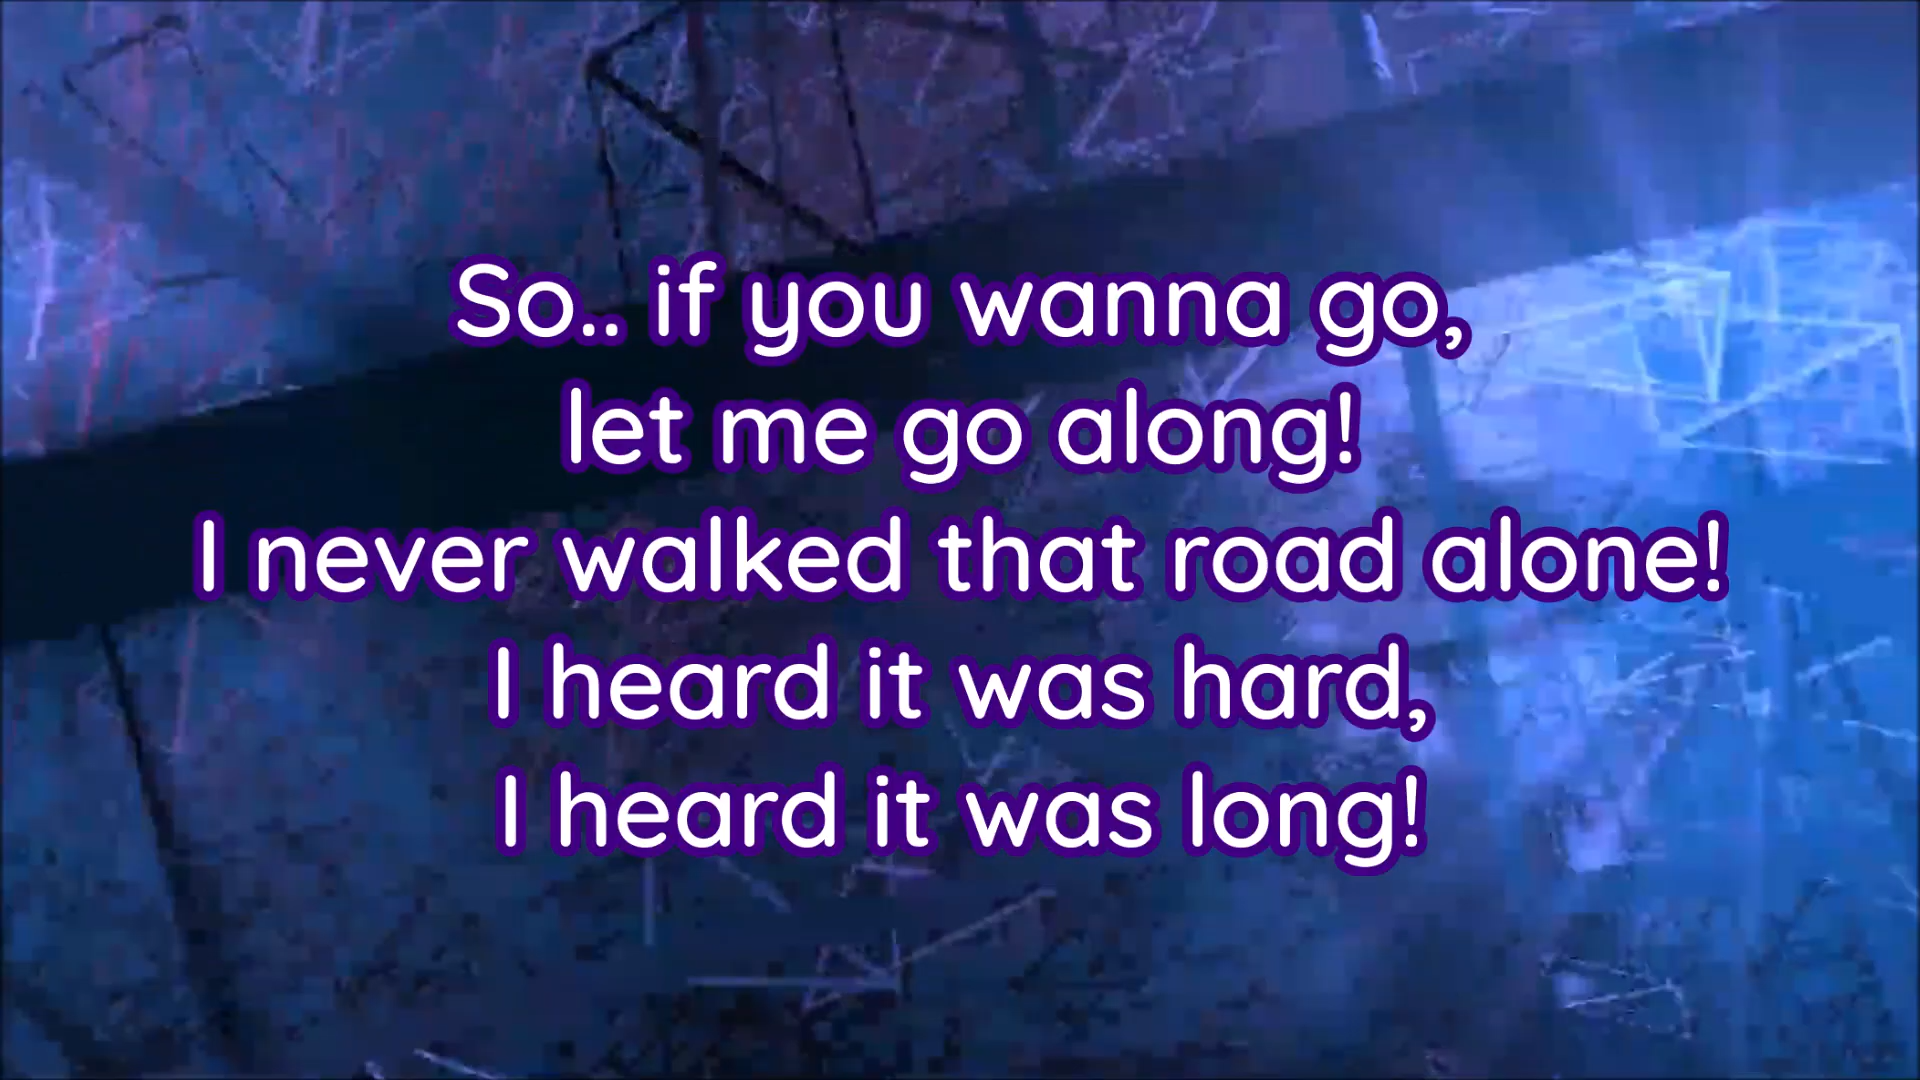 So.. if you wanna go,
let me go along!
I never walked that road alone!
I heard it was hard,
I heard it was long!